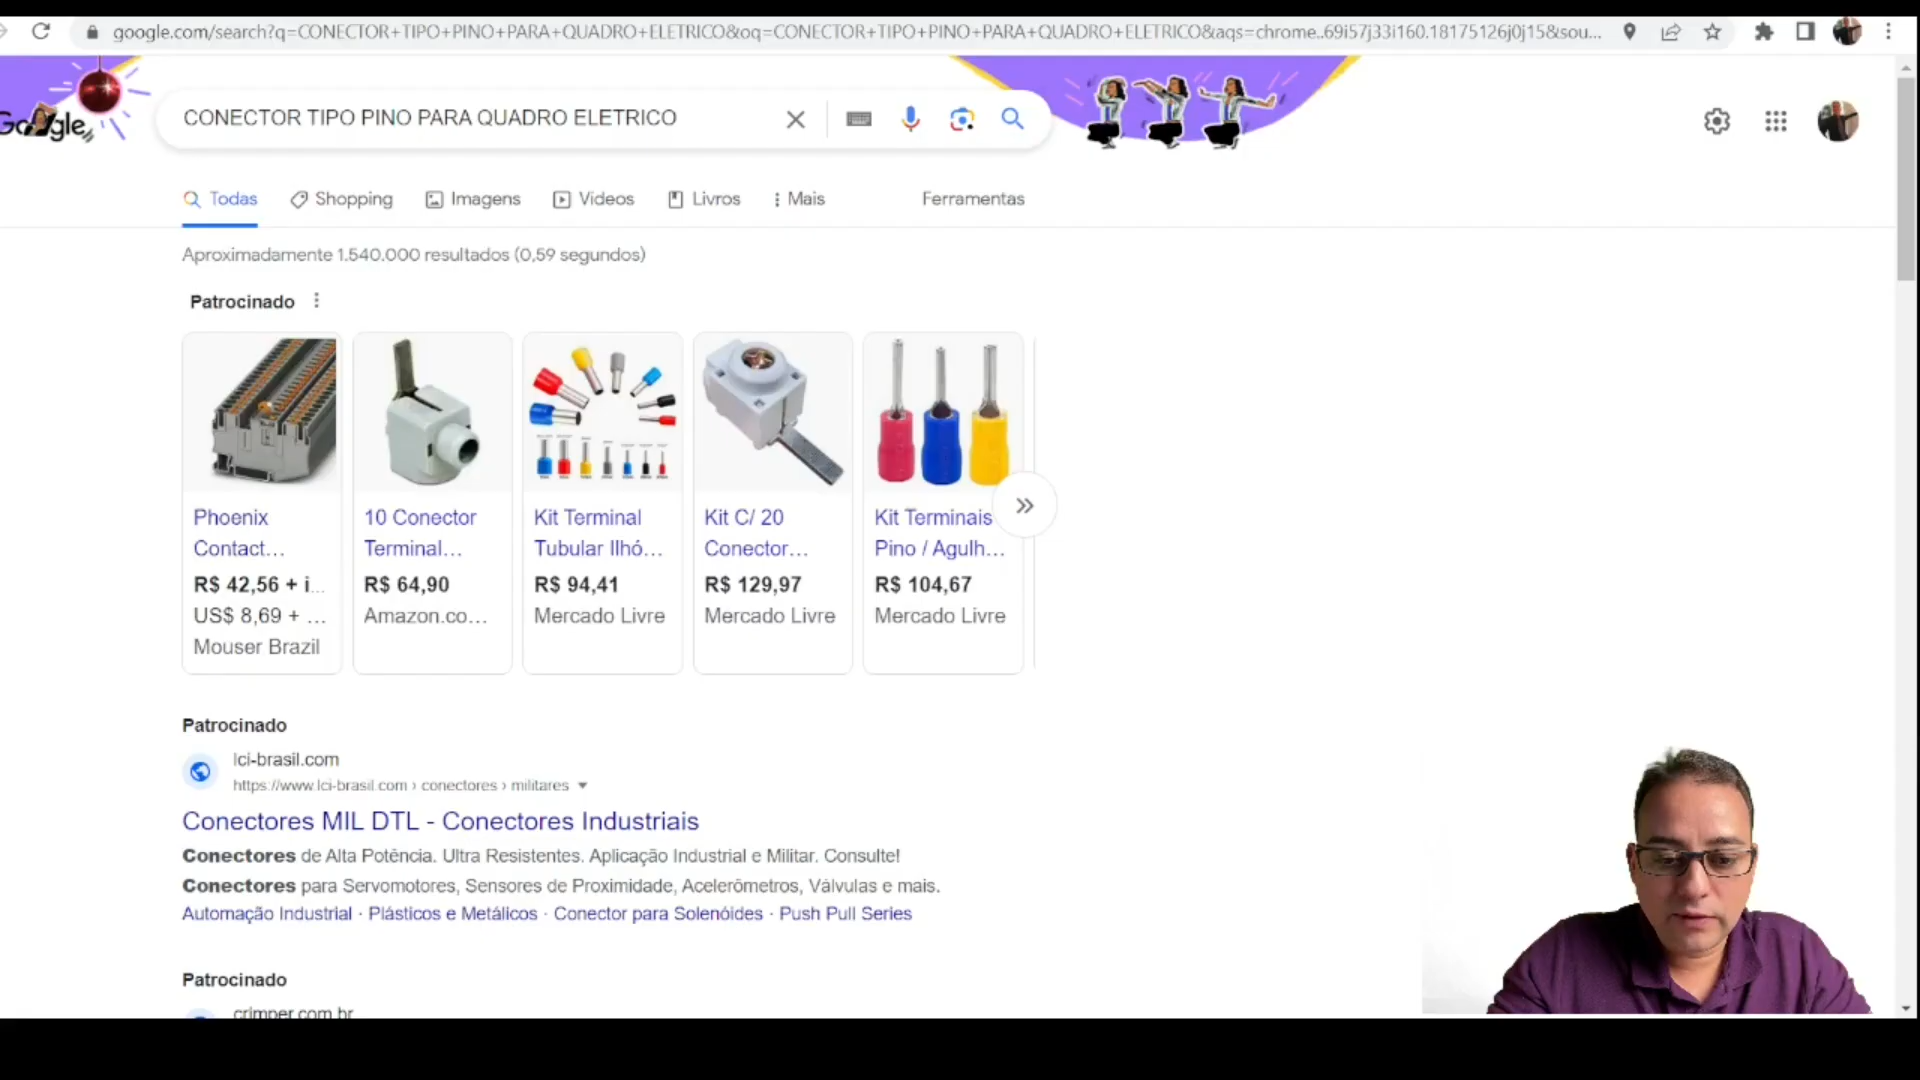 google.com/search?q=CONECTOR+TIPO+PINO+PARA+QUADRO+ELETRICO&oq=CONECTOR+TIPO+PINO+PARA+QUADRO+ELETRICO&aqs=chrome..69i57j33i160.18175126j0j15&sou...
Google
CONECTOR TIPO PINO PARA QUADRO ELETRICO
Todas
Shopping
Imagens
Vídeos
Livros
Mais
Ferramentas
Aproximadamente 1.540.000 resultados (0,59 segundos)
Patrocinado
Phoenix
Contact...
R$ 42,56 + i...
US$ 8,69 + ...
Mouser Brazil
10 Conector
Terminal...
R$ 64,90
Amazon.co...
Kit Terminal
Tubular Ilhó...
R$ 94,41
Mercado Livre
Kit C/ 20
Conector...
R$ 129,97
Mercado Livre
Kit Terminais
Pino / Agulh...
R$ 104,67
Mercado Livre
Patrocinado
lci-brasil.com
https://www.lci-brasil.com › conectores › militares
Conectores MIL DTL - Conectores Industriais
Conectores de Alta Potência. Ultra Resistentes. Aplicação Industrial e Militar. Consulte!
Conectores para Servomotores, Sensores de Proximidade, Acelerômetros, Válvulas e mais.
Automação Industrial · Plásticos e Metálicos · Conector para Solenóides · Push Pull Series
Patrocinado
crimper.com.br